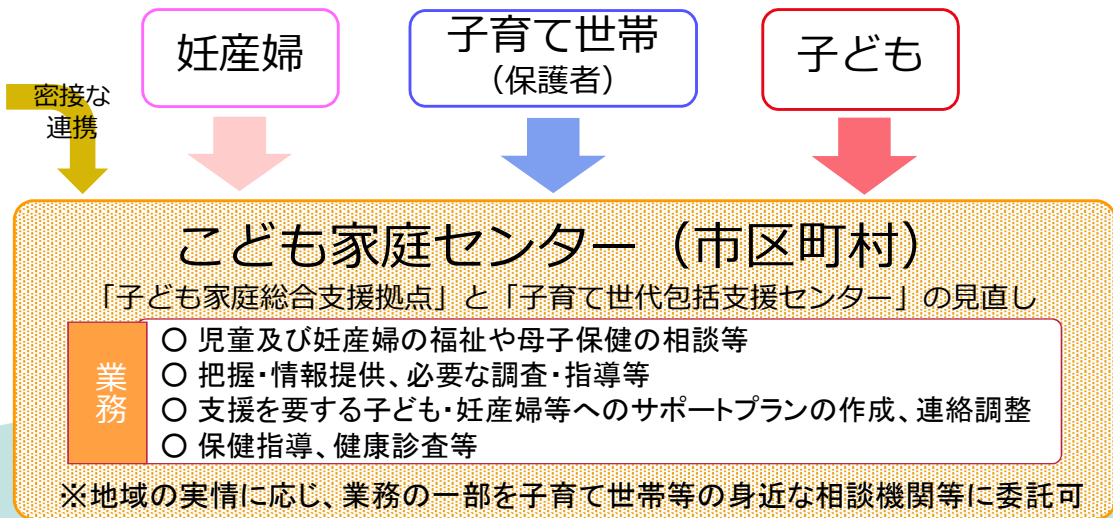 妊産婦
子育て世帯
（保護者）
子ども
密接な
連携
こども家庭センター（市区町村）
「子ども家庭総合支援拠点」と「子育て世代包括支援センター」の見直し
業務
〇 児童及び妊産婦の福祉や母子保健の相談等
〇 把握・情報提供、必要な調査・指導等
〇 支援を要する子ども・妊産婦等へのサポートプランの作成、連絡調整
〇 保健指導、健康診査等
※地域の実情に応じ、業務の一部を子育て世帯等の身近な相談機関等に委託可